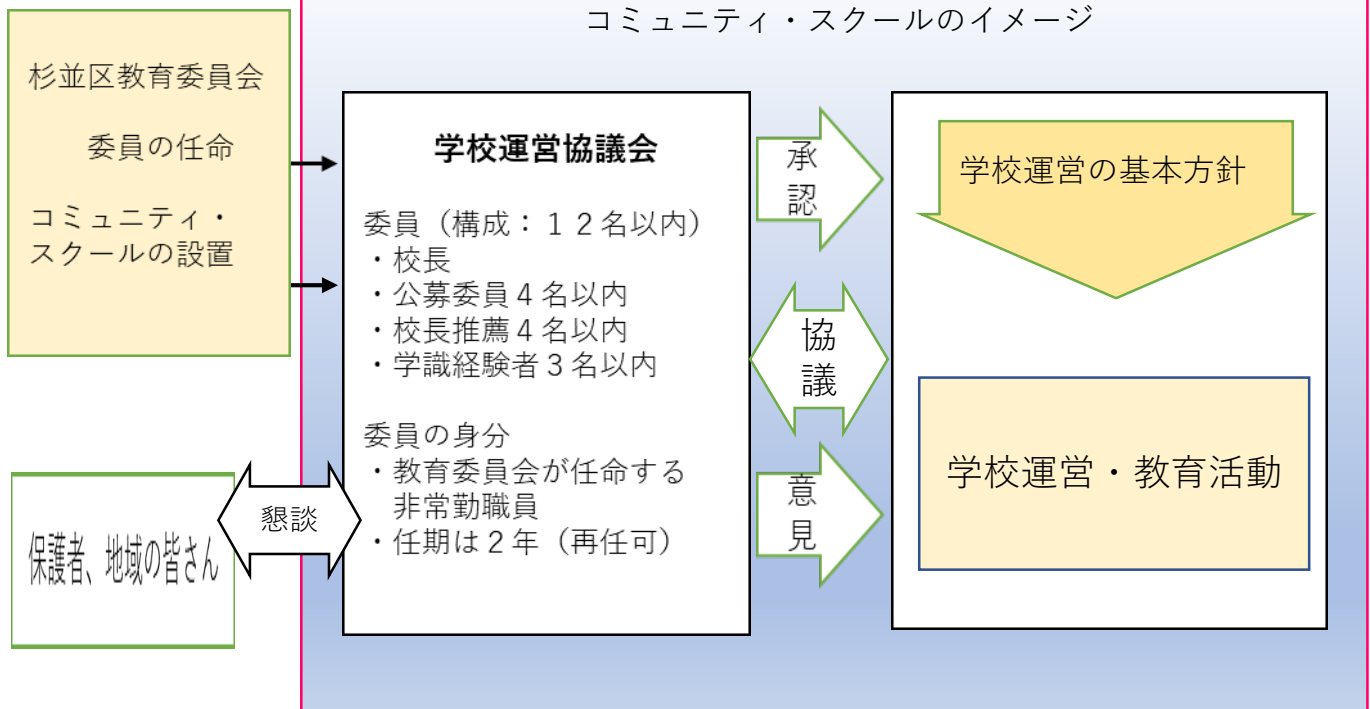 コミュニティ・スクールのイメージ
杉並区教育委員会
委員の任命
コミュニティ・
スクールの設置
保護者、地域の皆さん
懇談
学校運営協議会
委員（構成：１２名以内）
・校長
・公募委員４名以内
・校長推薦４名以内
・学識経験者３名以内
委員の身分
・教育委員会が任命する
非常勤職員
・任期は２年（再任可）
承
認
協
議
意
見
学校運営の基本方針
学校運営・教育活動